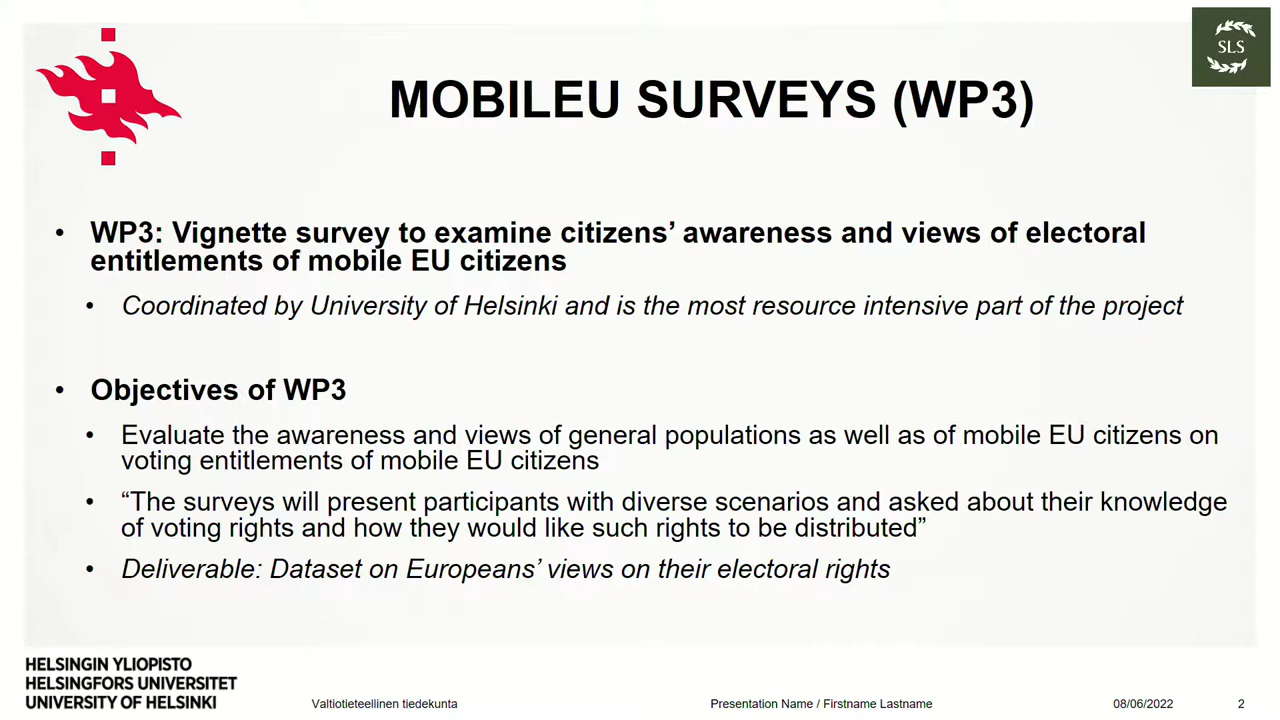 SLS
MOBILEU SURVEYS (WP3)
• WP3: Vignette survey to examine citizens’ awareness and views of electoral
entitlements of mobile EU citizens
• Coordinated by University of Helsinki and is the most resource intensive part of the project
• Objectives of WP3
• Evaluate the awareness and views of general populations as well as of mobile EU citizens on
voting entitlements of mobile EU citizens
• “The surveys will present participants with diverse scenarios and asked about their knowledge
of voting rights and how they would like such rights to be distributed”
• Deliverable: Dataset on Europeans’ views on their electoral rights
HELSINGIN YLIOPISTO
HELSINGFORS UNIVERSITET
UNIVERSITY OF HELSINKI
Valtiotieteellinen tiedekunta
Presentation Name / Firstname Lastname
08/06/2022
2